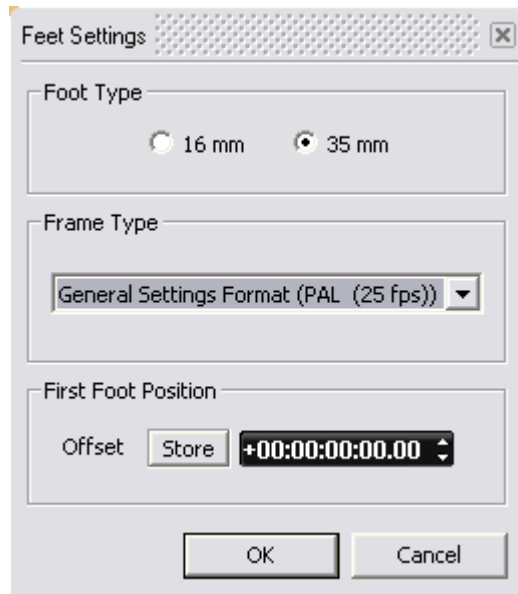 Feet Settings
Foot Type
16 mm 35 mm
Frame Type
General Settings Format (PAL (25 fps))
First Foot Position
Offset Store +00:00:00:00.00
OK Cancel